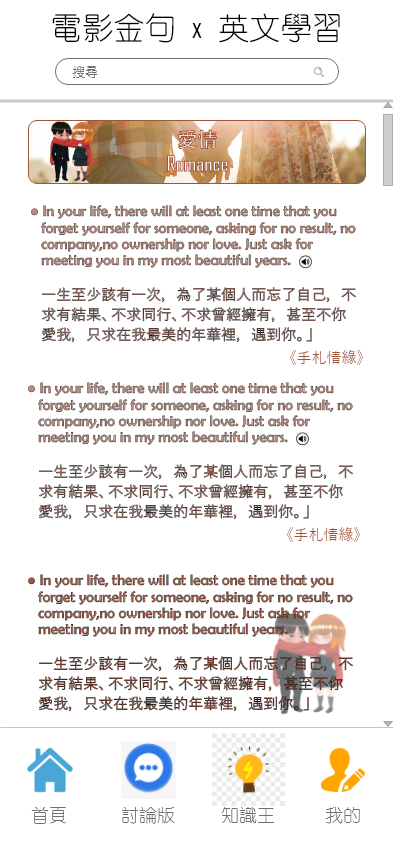 電影金句 x 英文學習
搜尋
愛情
Romance
In your life, there will at least one time that you
forget yourself for someone, asking for no result, no
company,no ownership nor love. Just ask for
meeting you in my most beautiful years.
一生至少該有一次，為了某個人而忘了自己，不
求有結果、不求同行、不求曾經擁有，甚至不你
愛我，只求在我最美的年華裡，遇到你。」
《手札情緣》
In your life, there will at least one time that you
forget yourself for someone, asking for no result, no
company,no ownership nor love. Just ask for
meeting you in my most beautiful years.
一生至少該有一次，為了某個人而忘了自己，不
求有結果、不求同行、不求曾經擁有，甚至不你
愛我，只求在我最美的年華裡，遇到你。」
《手札情緣》
In your life, there will at least one time that you
forget yourself for someone, asking for no result, no
company,no ownership nor love. Just ask for
meeting you in my most beautiful years.
一生至少該有一次，為了某個人而忘了自己，不
求有結果、不求同行、不求曾經擁有，甚至不你
愛我，只求在我最美的年華裡，遇到你。」
首頁 討論版 知識王 我的